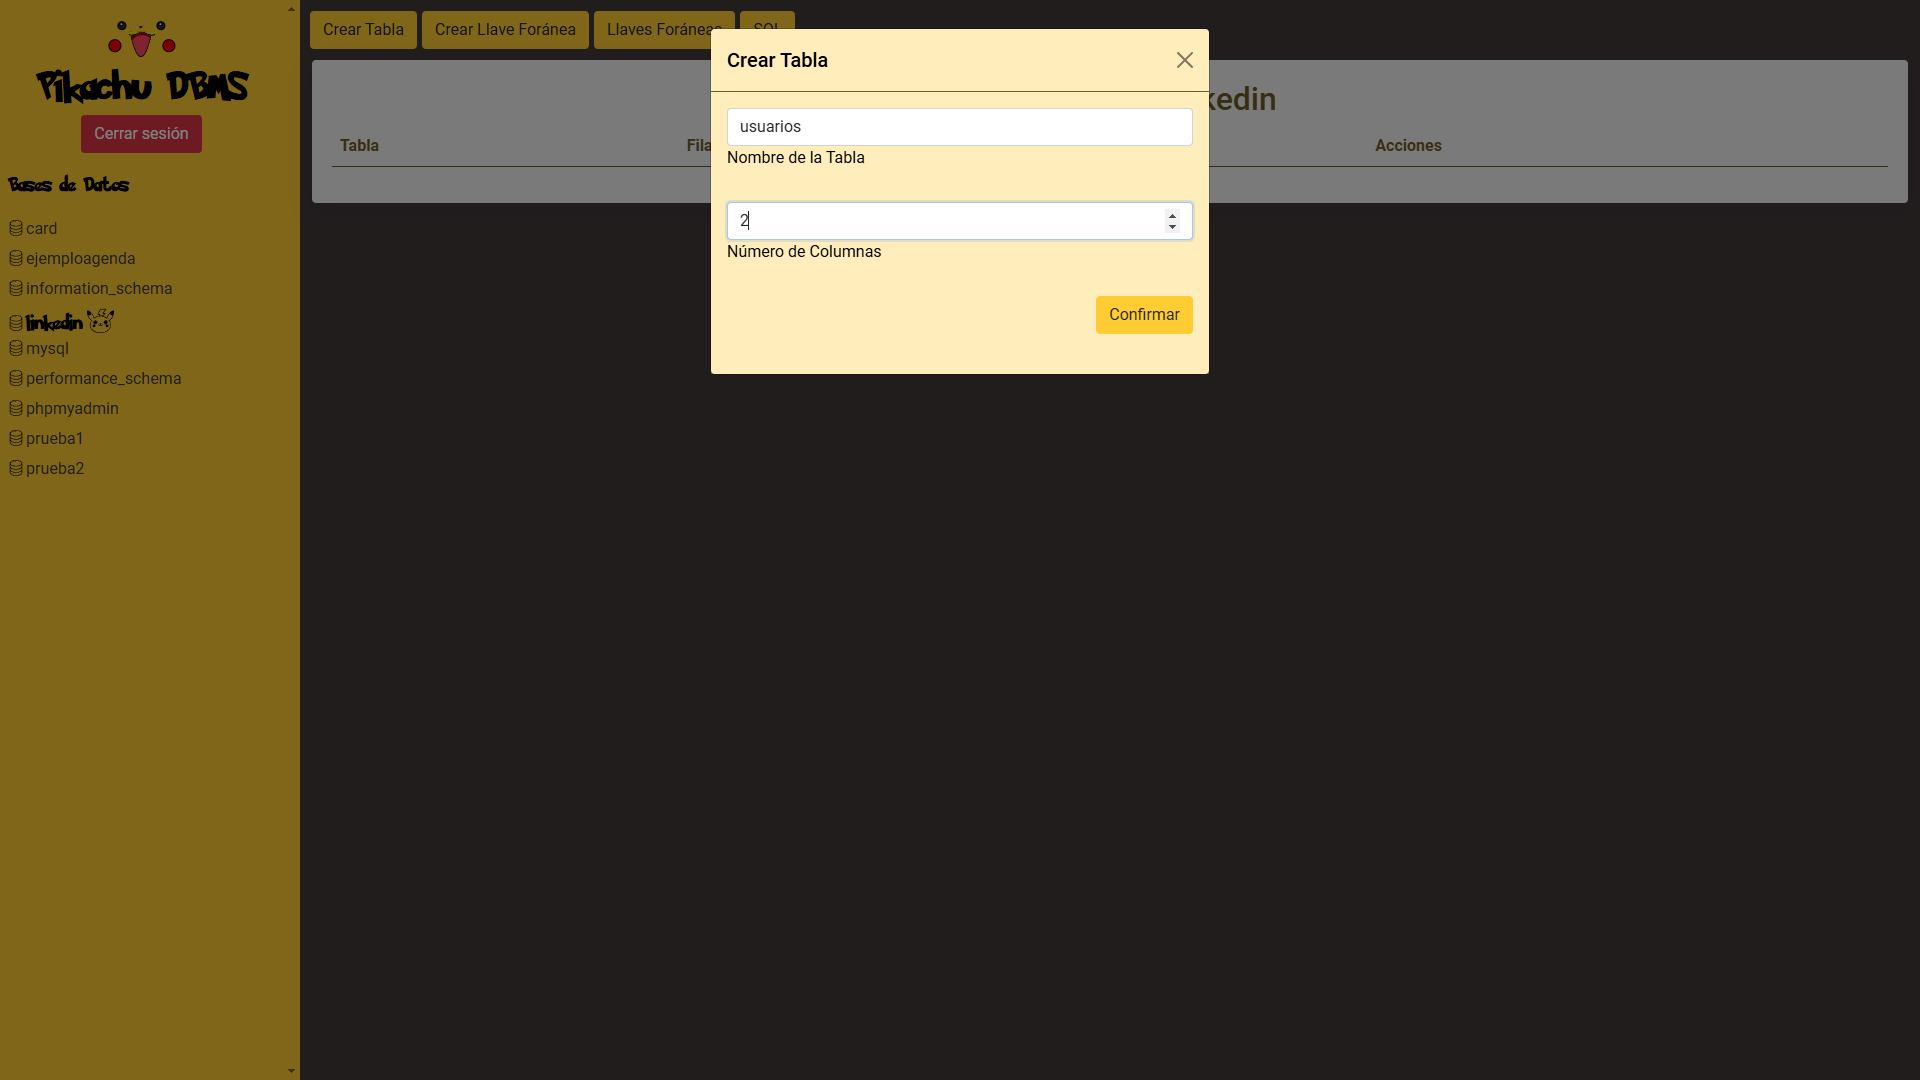 Pikachu DBMS
Cerrar sesión
Bases de Datos
card
ejemploagenda
information_schema
linkedin
mysql
performance_schema
phpmyadmin
prueba1
prueba2
Crear Tabla
Crear Llave Foránea
Llaves Foráneas
SQL
kedin
Tabla
Fila
Acciones
Crear Tabla
usuarios
Nombre de la Tabla
2
Número de Columnas
Confirmar